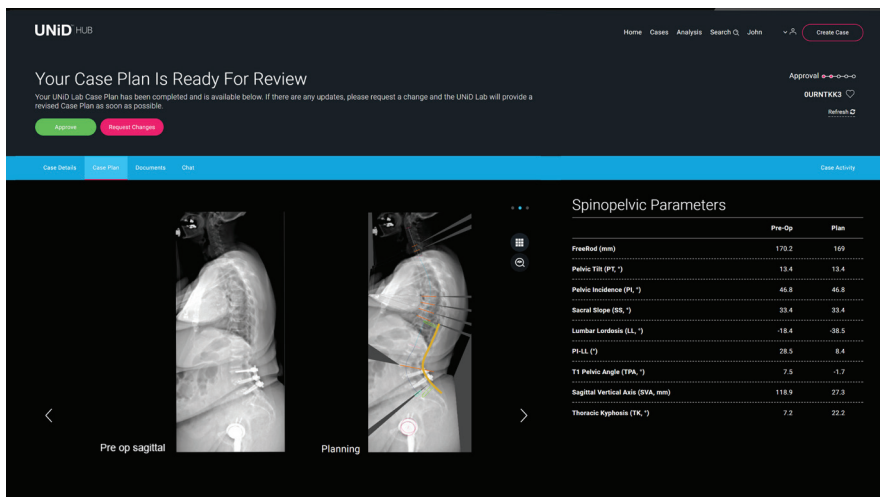 UNiD™ HUB
Home Cases Analysis Search John Create Case
Your Case Plan Is Ready For Review
Your UNiD Lab Case Plan has been completed and is available below. If there are any updates, please request a change and the UNiD Lab will provide a
revised Case Plan as soon as possible.
Approve Request Changes
Approval
0URNTKK3
Refresh
Case Details Case Plan Documents Chat Case Activity
Pre op sagittal
Planning
Spinopelvic Parameters
Pre-Op Plan
FreeRod (mm) 170.2 169
Pelvic Tilt (PT, °) 13.4 13.4
Pelvic Incidence (PI, °) 46.8 46.8
Sacral Slope (SS, °) 33.4 33.4
Lumbar Lordosis (LL, °) -18.4 -38.5
PI-LL (°) 28.5 8.4
T1 Pelvic Angle (TPA, °) 7.5 -1.7
Sagittal Vertical Axis (SVA, mm) 118.9 27.3
Thoracic Kyphosis (TK, °) 7.2 22.2